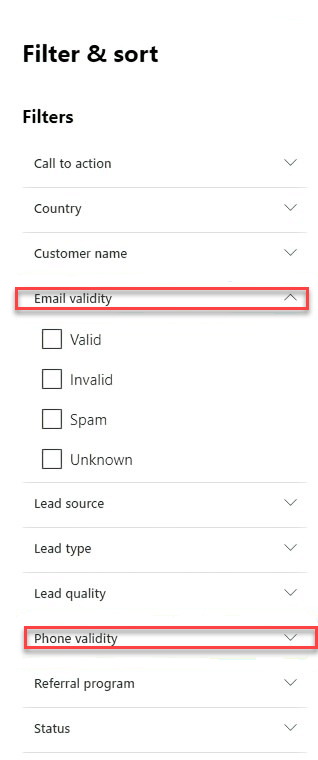 Filter & sort
Filters
Call to action
Country
Customer name
Email validity
Valid
Invalid
Spam
Unknown
Lead source
Lead type
Lead quality
Phone validity
Referral program
Status